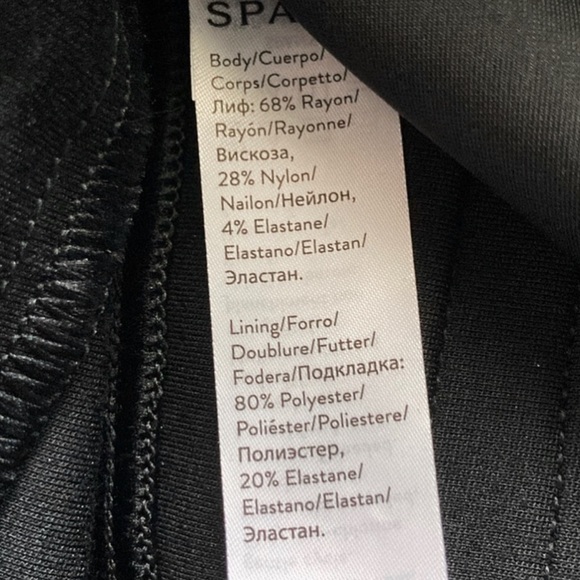 SPA
Body/Cuerpo/
Corps/Corpetto/
Лиф: 68% Rayon/
Rayón/Rayonne/
Вискоза,
28% Nylon/
Nailon/Нейлон,
4% Elastane/
Elastano/Elastan/
Эластан.
Lining/Forro/
Doublure/Futter/
Fodera/Подкладка:
80% Polyester/
Poliéster/Poliestere/
Полиэстер,
20% Elastane/
Elastano/Elastan/
Эластан.